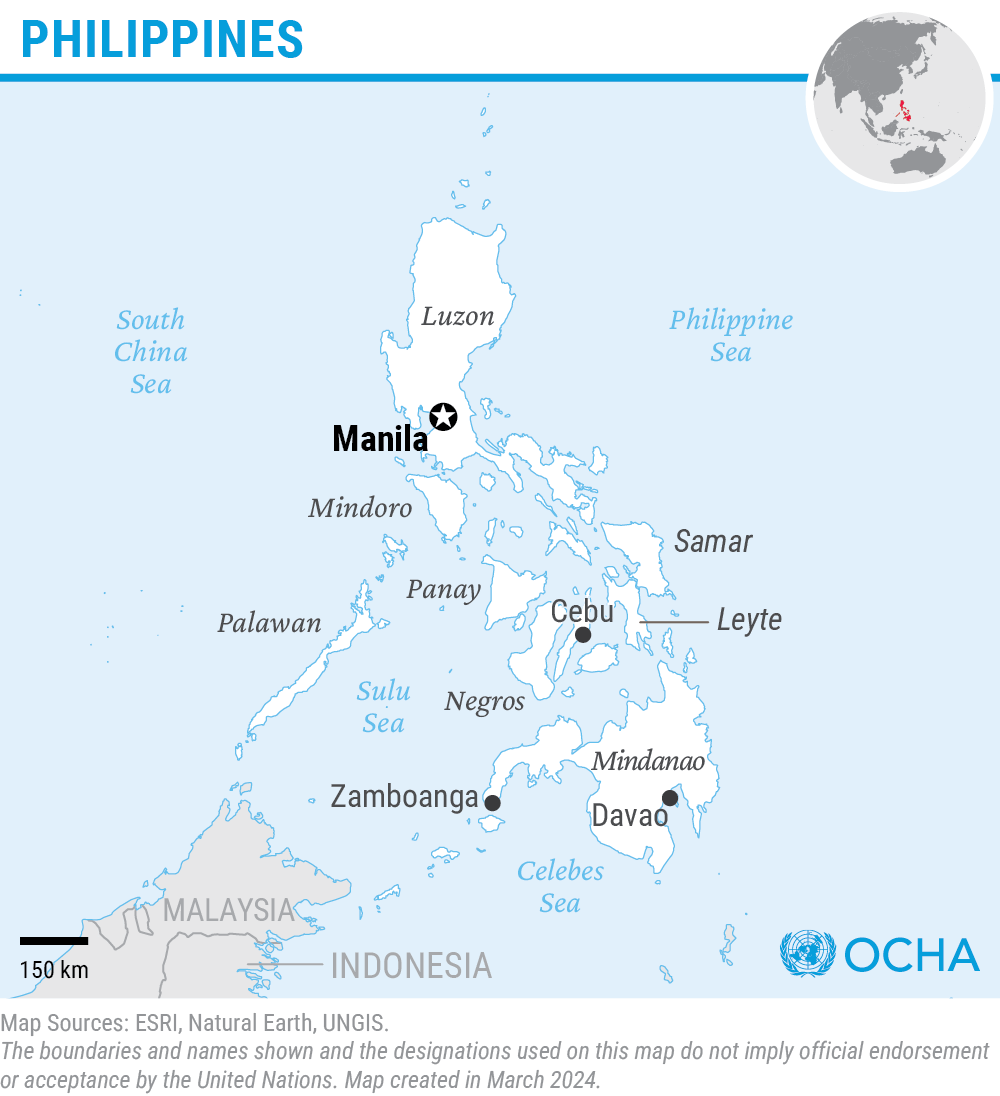 PHILIPPINES
South
China
Sea
Luzon
Philippine
Sea
Manila
Mindoro
Samar
Panay
Cebu
Palawan
Leyte
Sulu
Sea
Negros
Mindanao
Zamboanga
Davao
Celebes
Sea
MALAYSIA
INDONESIA
150 km
OCHA
Map Sources: ESRI, Natural Earth, UNGIS.
The boundaries and names shown and the designations used on this map do not imply official endorsement
or acceptance by the United Nations. Map created in March 2024.